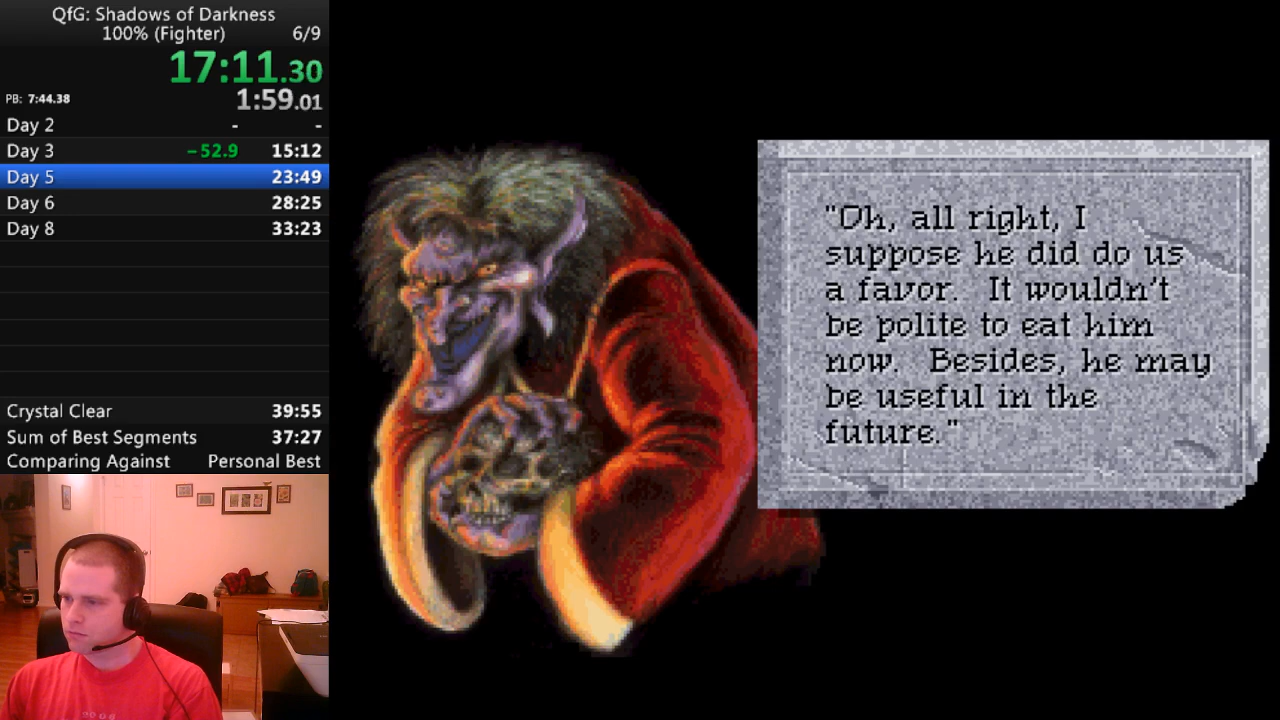 QfG: Shadows of Darkness
100% (Fighter) 6/9
17:11.30
PB: 7:44.38 1:59.01
Day 2 - -
Day 3 -52.9 15:12
Day 5 23:49
Day 6 28:25
Day 8 33:23
Crystal Clear 39:55
Sum of Best Segments 37:27
Comparing Against Personal Best
"Oh, all right, I
suppose he did do us
a favor. It wouldn't
be polite to eat him
now. Besides, he may
be useful in the
future."